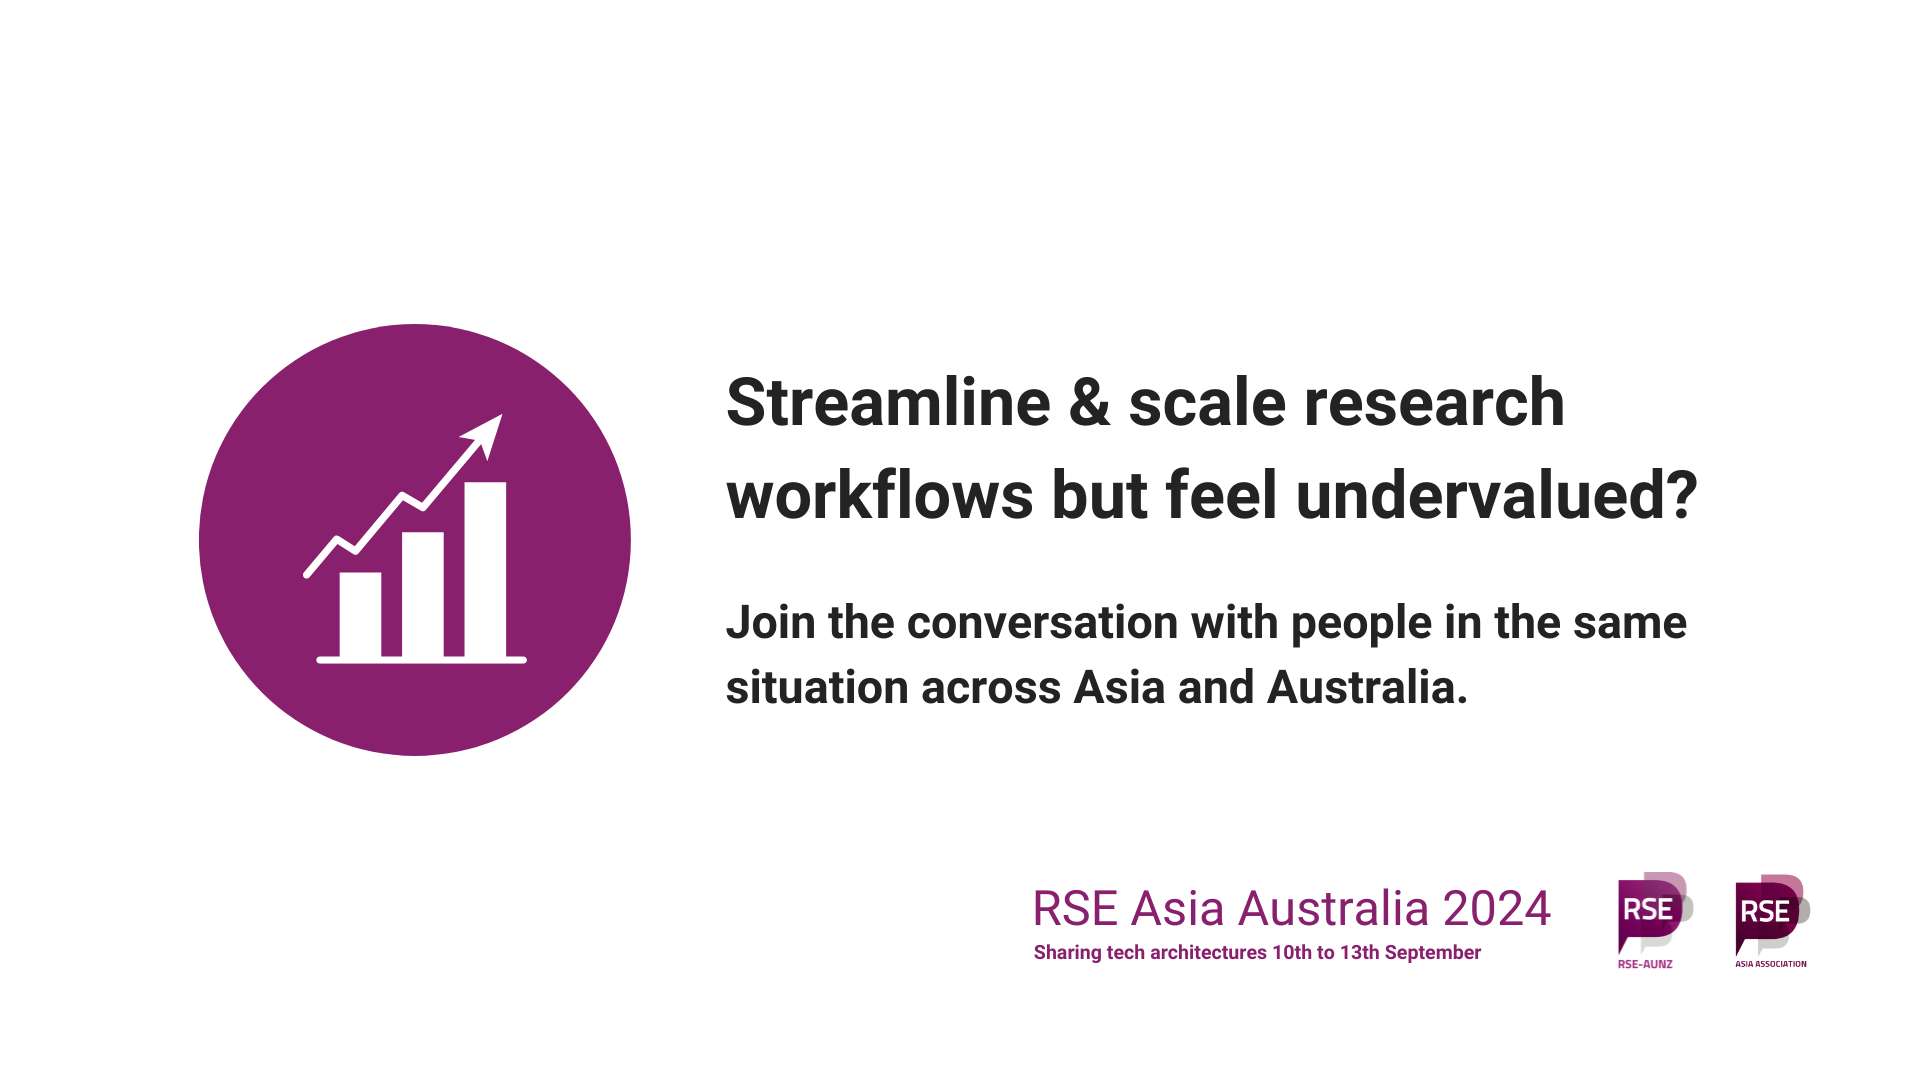 Streamline & scale research
workflows but feel undervalued?
Join the conversation with people in the same
situation across Asia and Australia.
RSE Asia Australia 2024
Sharing tech architectures 10th to 13th September
RSE
RSE-AUNZ
RSE
ASIA ASSOCIATION